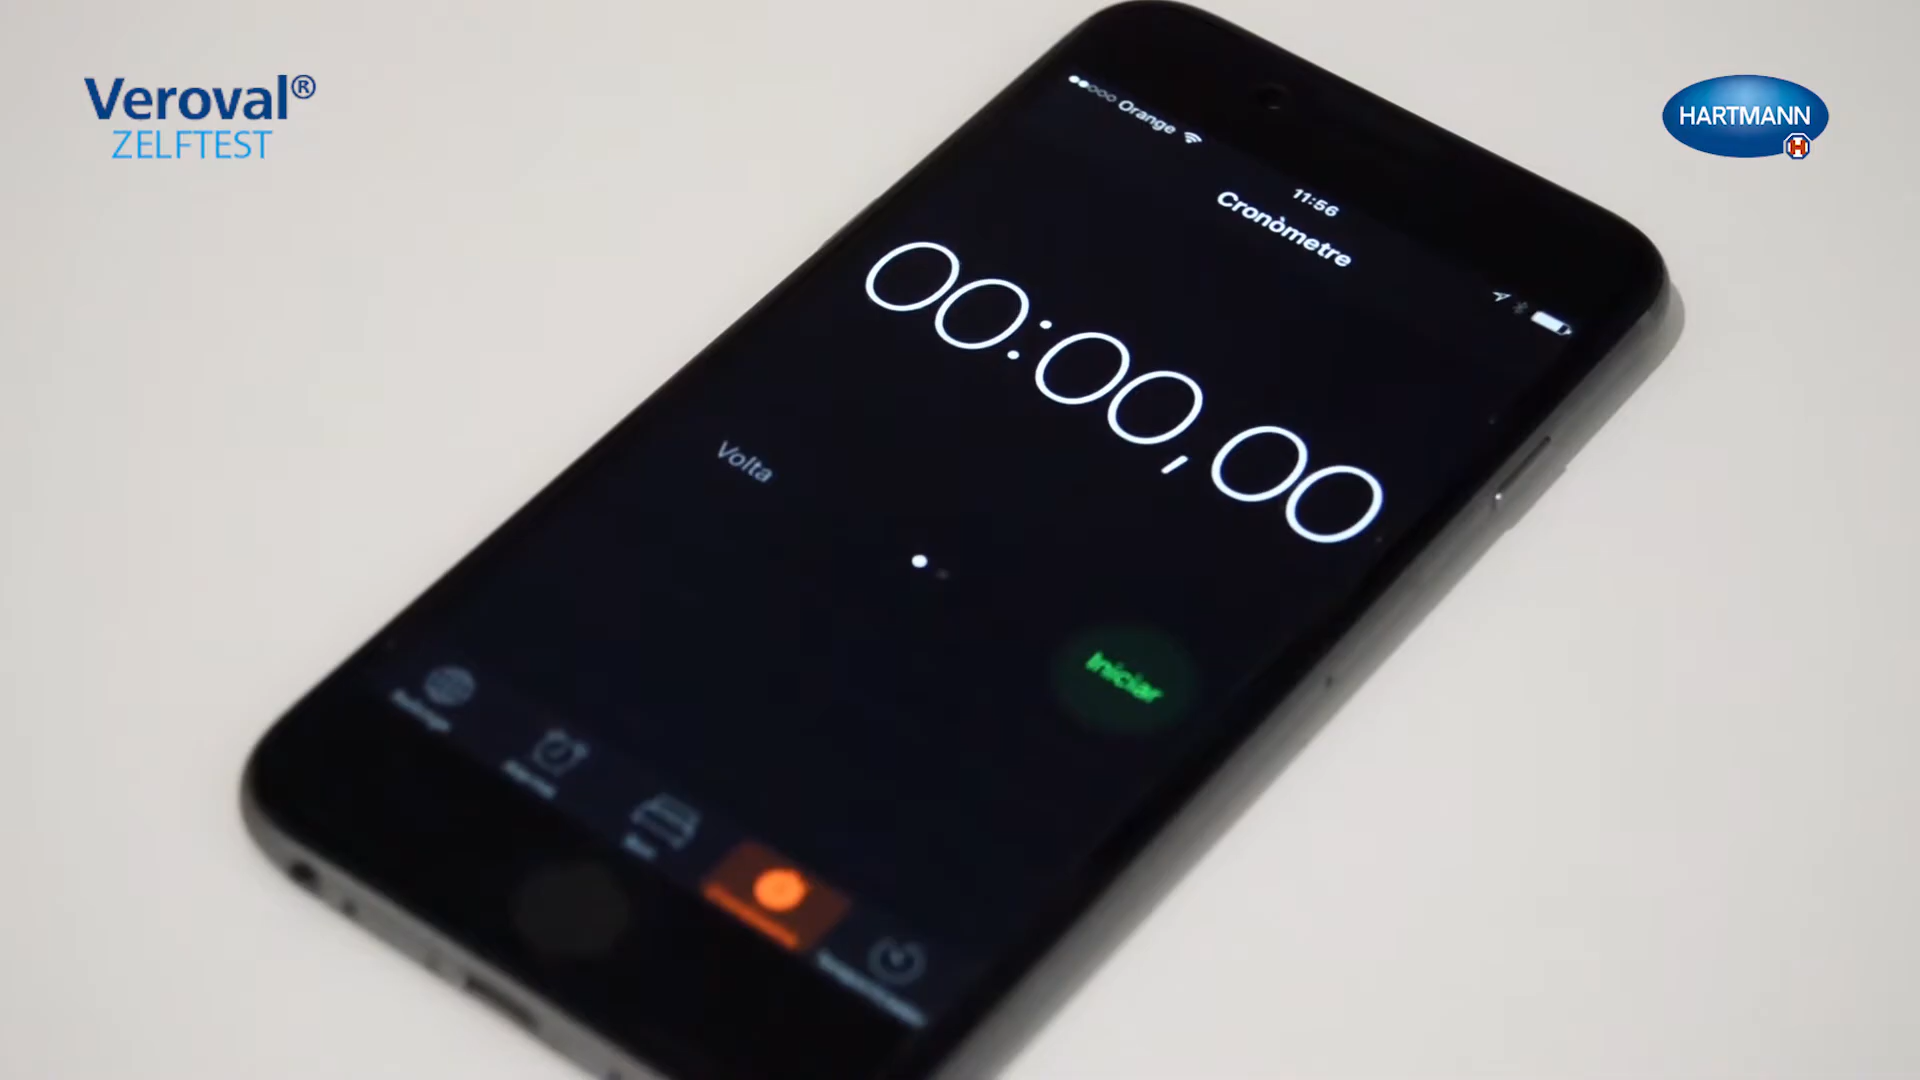 Veroval®
ZELFTEST
HARTMANN
H
Orange
11:56
Cronòmetre
00:00,00
Volta
Iniciar